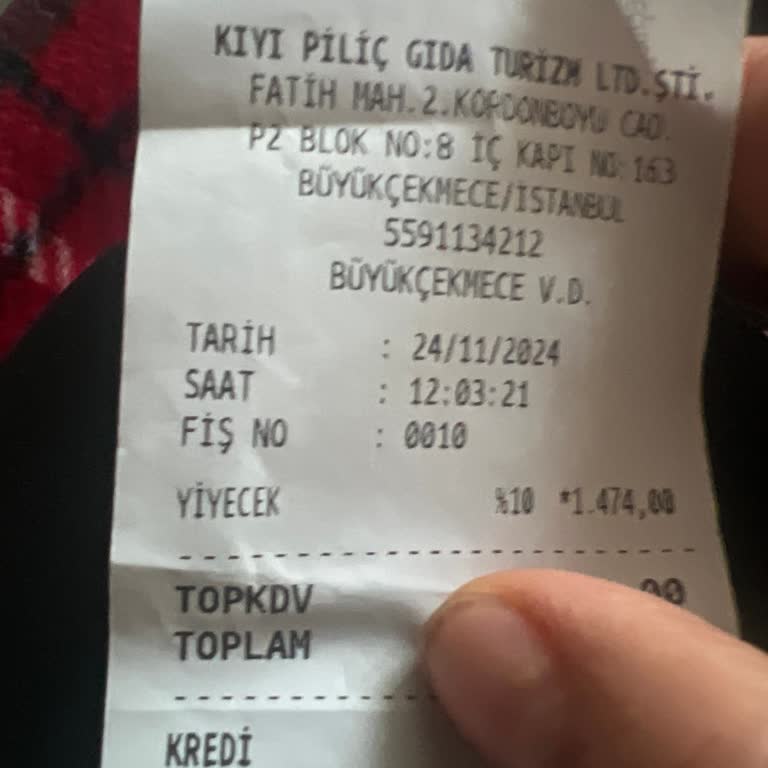 KIYI PİLİÇ GIDA TURİZM LTD.ŞTİ.
FATİH MAH.2.KORDONBOYU CAD.
P2 BLOK NO:8 İÇ KAPI NO:163
BÜYÜKÇEKMECE/İSTANBUL
5591134212
BÜYÜKÇEKMECE V.D.
TARİH : 24/11/2024
SAAT : 12:03:21
FİŞ NO : 0010
YİYECEK %10 *1.474,00
TOPKDV 00
TOPLAM
KREDİ